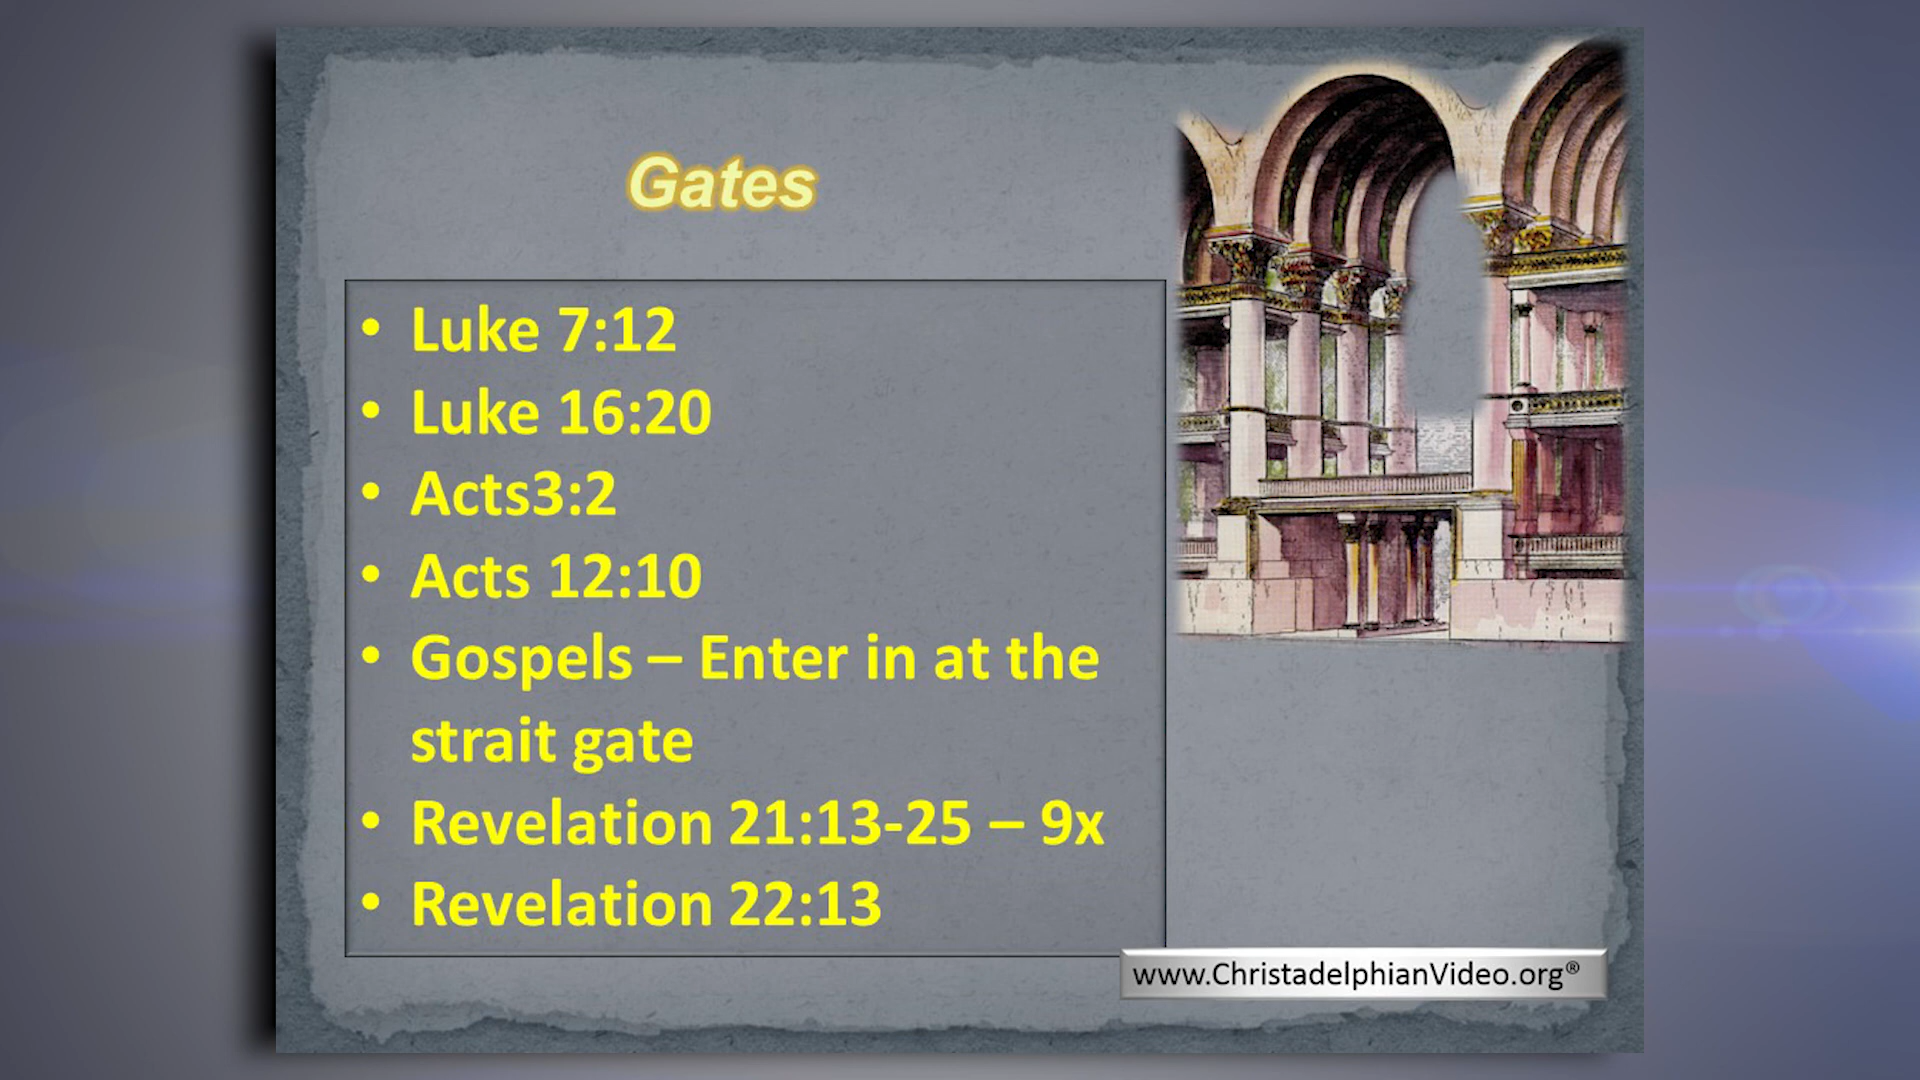 Gates
• Luke 7:12
• Luke 16:20
• Acts3:2
• Acts 12:10
• Gospels – Enter in at the
strait gate
• Revelation 21:13-25 – 9x
• Revelation 22:13
www.ChristadelphianVideo.org®